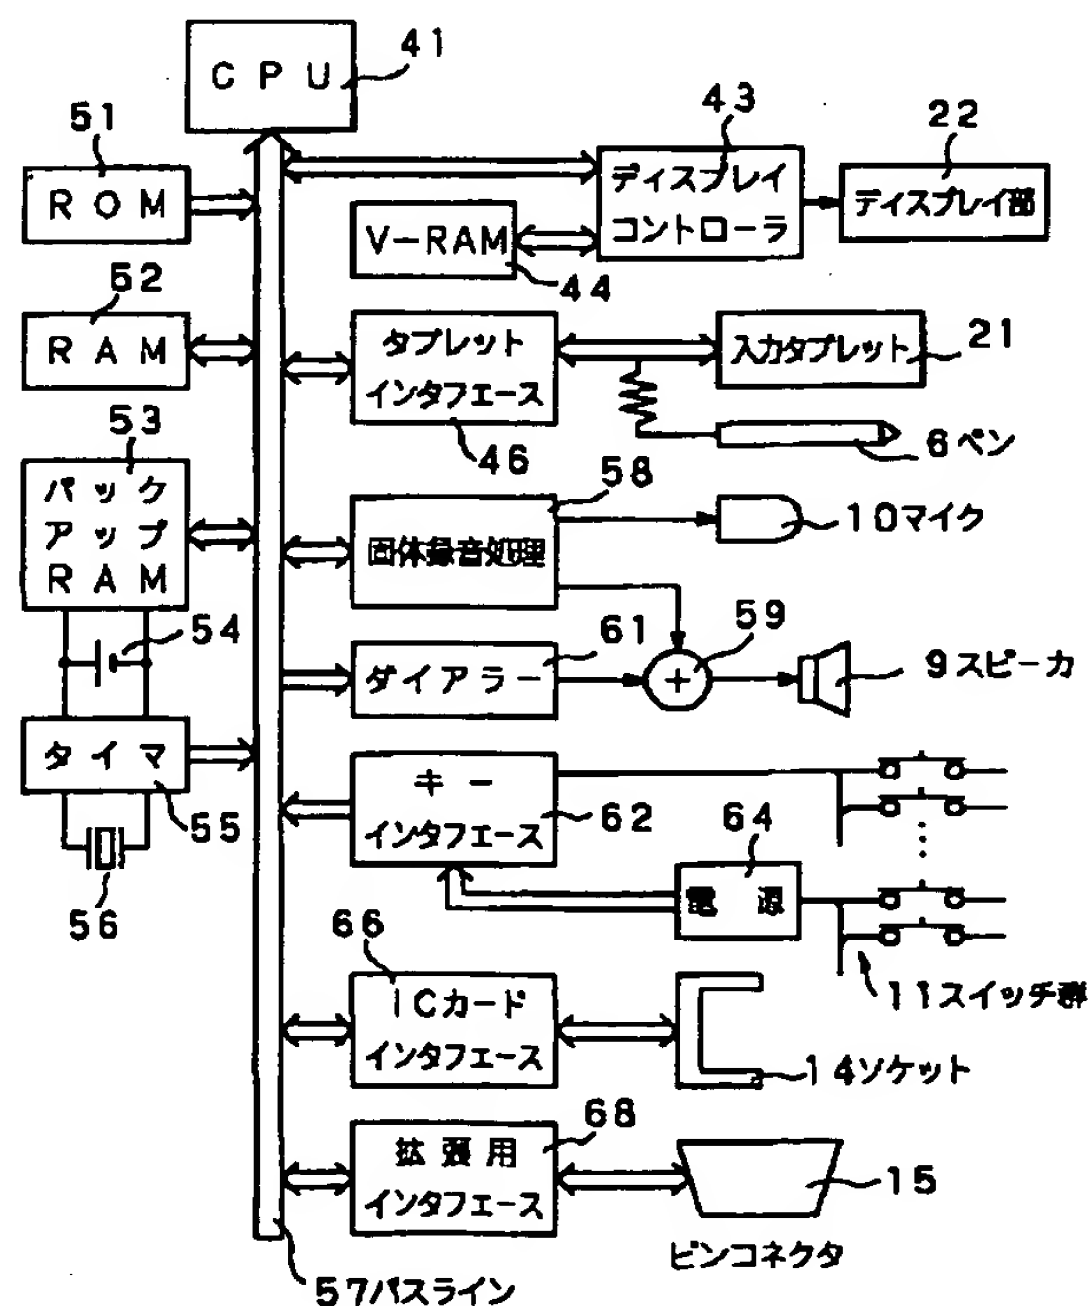 CPU
41
51
ROM
43
ディスプレイ
コントローラ
22
ディスプレイ部
V-RAM
44
52
RAM
タブレット
インタフェース
46
入力タブレット
21
6ペン
53
バック
アップ
RAM
58
固体録音処理
10マイク
54
61
ダイアラー
59
9スピーカ
タイマ
55
56
キー
インタフェース
62
64
電源
11スイッチ群
66
ICカード
インタフェース
14ソケット
68
拡張用
インタフェース
15
ピンコネクタ
57バスライン